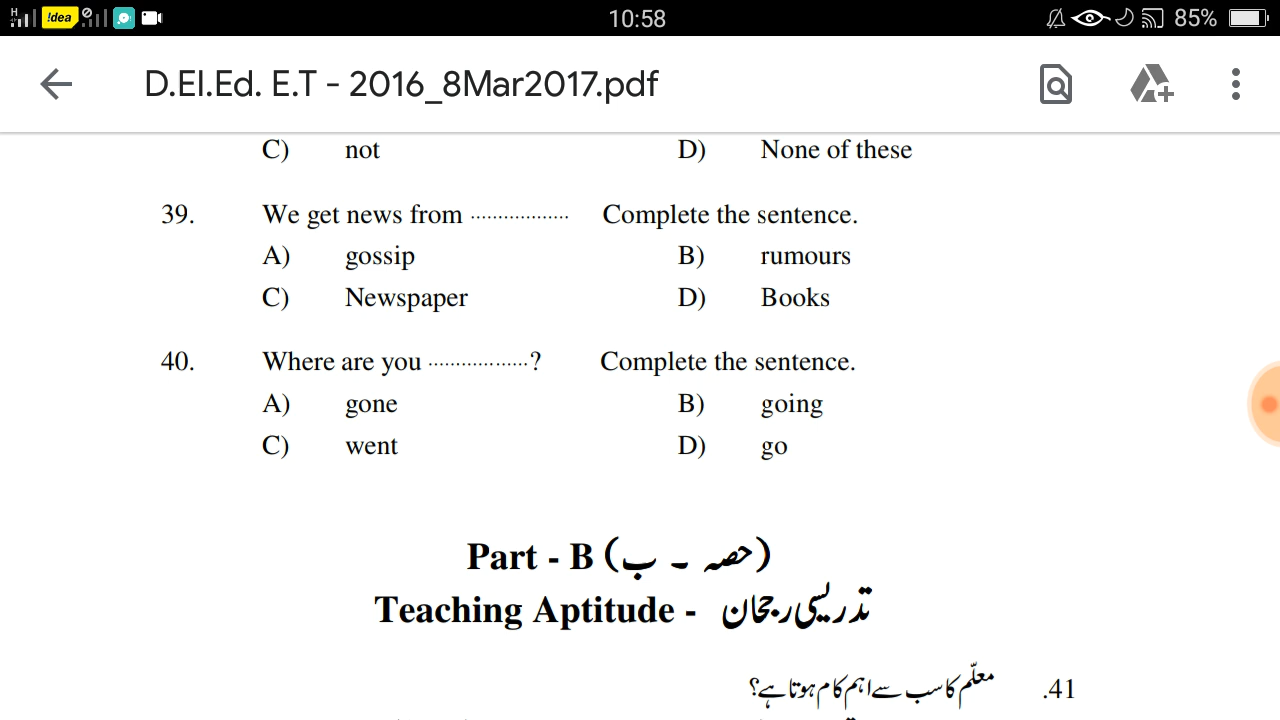 H !dea 10:58 85%
D.El.Ed. E.T - 2016_8Mar2017.pdf
C) not D) None of these
39. We get news from .................. Complete the sentence.
A) gossip B) rumours
C) Newspaper D) Books
40. Where are you ..................? Complete the sentence.
A) gone B) going
C) went D) go
Part - B (حصہ ۔ ب)
Teaching Aptitude - تدریسی رجحان
41. معلّم کا سب سے اہم کام ہوتا ہے؟